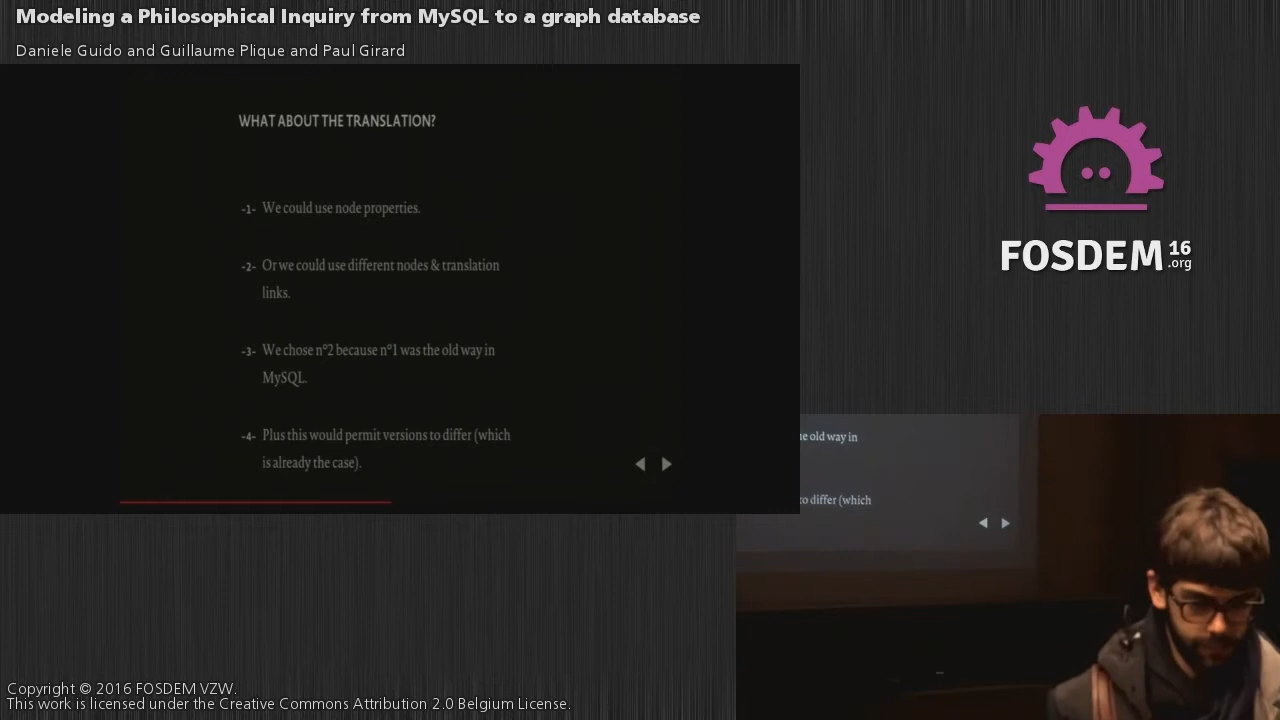 Modeling a Philosophical Inquiry from MySQL to a graph database
Daniele Guido and Guillaume Plique and Paul Girard
WHAT ABOUT THE TRANSLATION?
-1- We could use node properties.
-2- Or we could use different nodes & translation
links.
-3- We chose n°2 because n°1 was the old way in
MySQL.
-4- Plus this would permit versions to differ (which
is already the case).
FOSDEM 16
.org
old way in
to differ (which
Copyright © 2016 FOSDEM VZW.
This work is licensed under the Creative Commons Attribution 2.0 Belgium License.